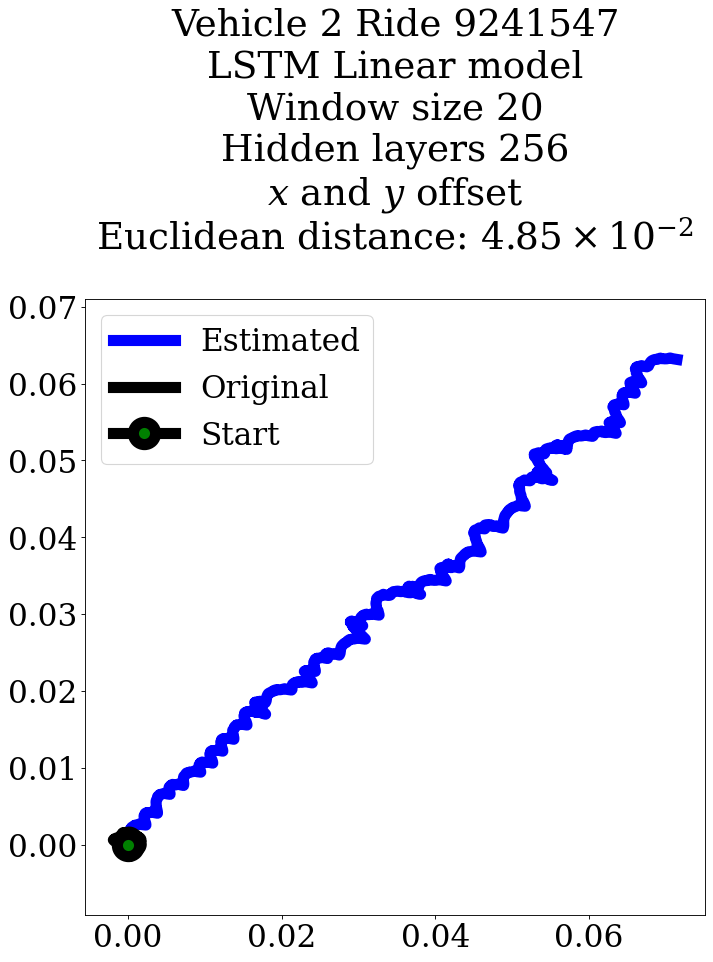 Vehicle 2 Ride 9241547
LSTM Linear model
Window size 20
Hidden layers 256
x and y offset
Euclidean distance: 4.85 × 10⁻²
0.07
Estimated
Original
Start
0.06
0.05
0.04
0.03
0.02
0.01
0.00
0.00 0.02 0.04 0.06